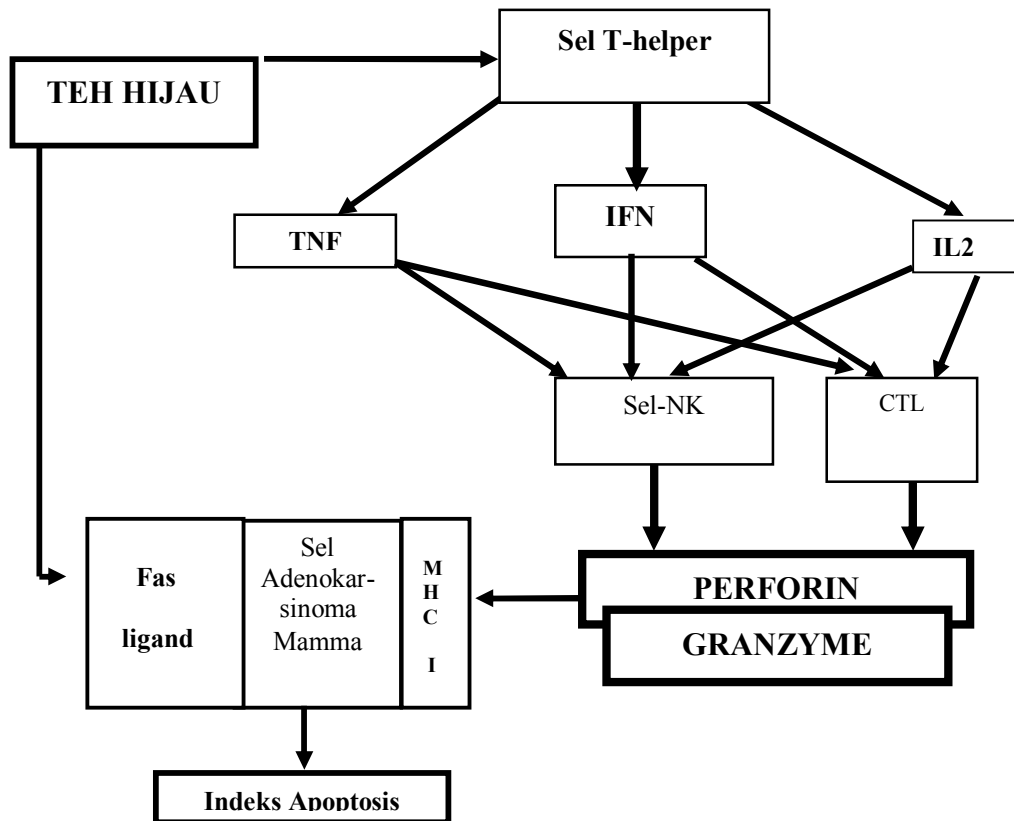 Sel T-helper
TEH HIJAU
TNF
IFN
IL2
Sel-NK
CTL
Fas
ligand
Sel
Adenokar-
sinoma
Mamma
M
H
C
I
PERFORIN
GRANZYME
Indeks Apoptosis